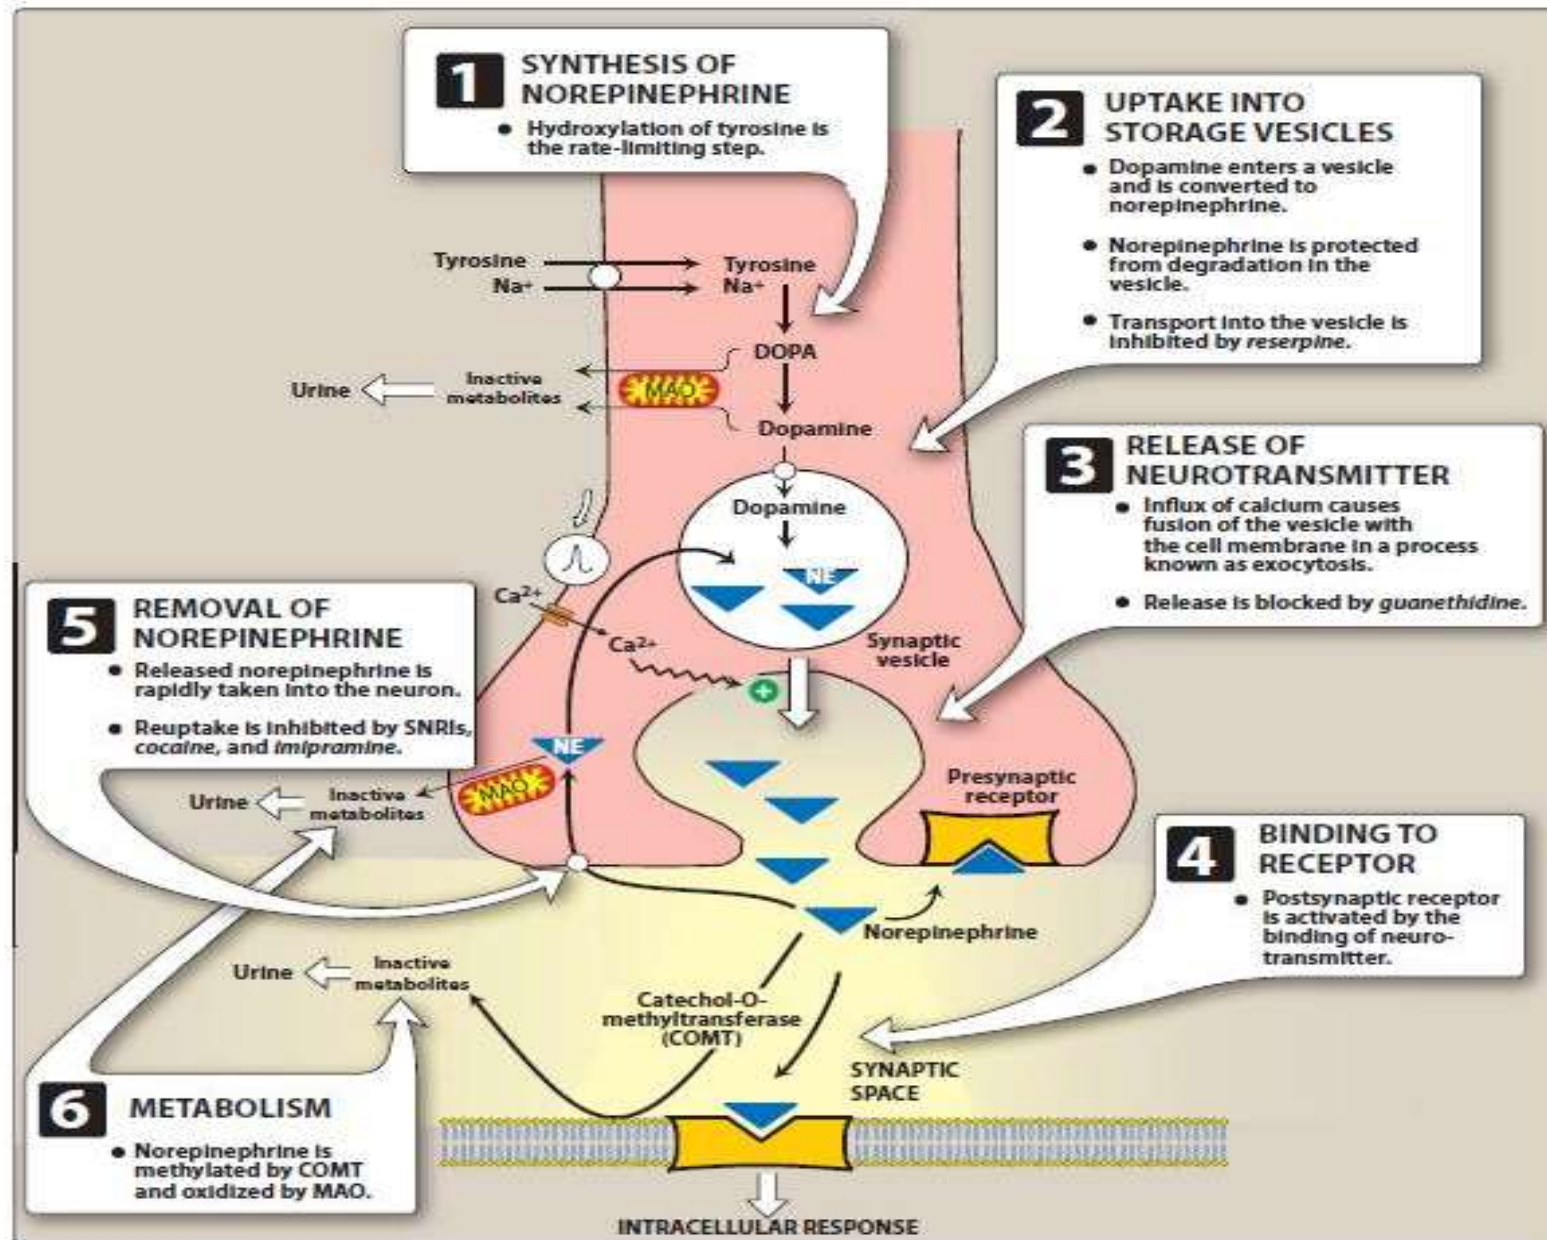 1 SYNTHESIS OF
NOREPINEPHRINE
• Hydroxylation of tyrosine is
the rate-limiting step.
2 UPTAKE INTO
STORAGE VESICLES
• Dopamine enters a vesicle
and is converted to
norepinephrine.
• Norepinephrine is protected
from degradation in the
vesicle.
• Transport into the vesicle is
inhibited by reserpine.
Tyrosine
Na+
Tyrosine
Na+
DOPA
Urine
Inactive
metabolites
MAO
Dopamine
3 RELEASE OF
NEUROTRANSMITTER
• Influx of calcium causes
fusion of the vesicle with
the cell membrane in a process
known as exocytosis.
• Release is blocked by guanethidine.
Dopamine
NE
Synaptic
vesicle
Ca2+
Ca2+
+
5 REMOVAL OF
NOREPINEPHRINE
• Released norepinephrine is
rapidly taken into the neuron.
• Reuptake is inhibited by SNRIs,
cocaine, and imipramine.
NE
MAO
Urine
Inactive
metabolites
Presynaptic
receptor
4 BINDING TO
RECEPTOR
• Postsynaptic receptor
is activated by the
binding of neuro-
transmitter.
Norepinephrine
Urine
Inactive
metabolites
Catechol-O-
methyltransferase
(COMT)
SYNAPTIC
SPACE
6 METABOLISM
• Norepinephrine is
methylated by COMT
and oxidized by MAO.
INTRACELLULAR RESPONSE